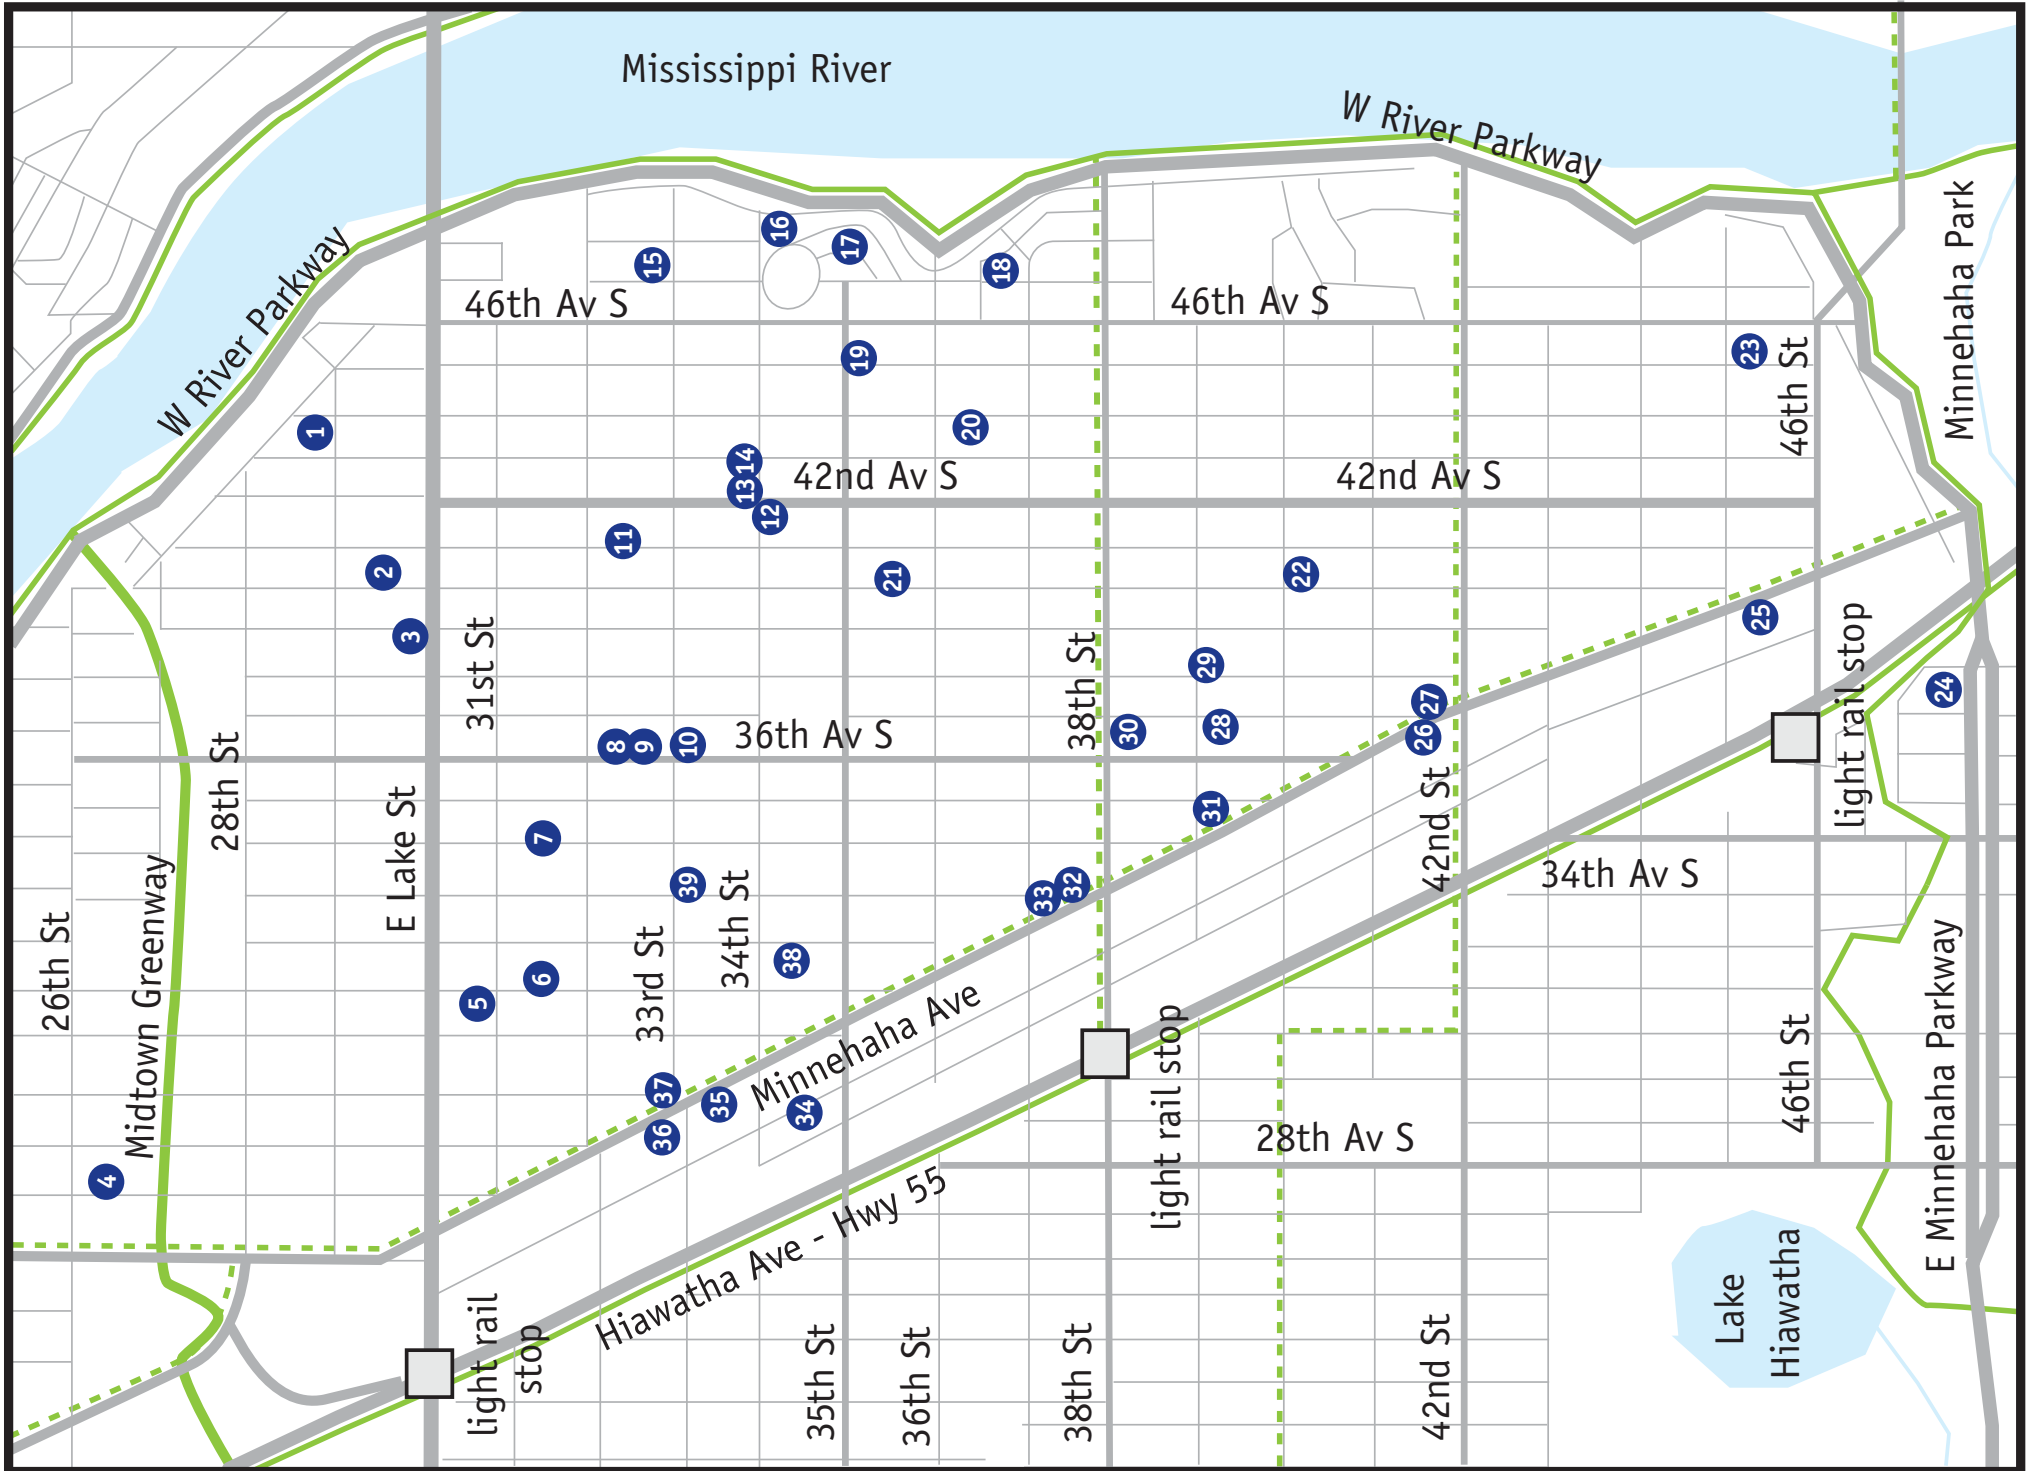 Mississippi River
W River Parkway
W River Parkway
Minnehaha Park
16
17
15
18
46th Av S
46th Av S
19
23
46th St
1
20
14
13
42nd Av S
42nd Av S
12
11
2
21
22
3
31st St
38th St
29
25
light rail stop
24
27
26
28
30
8
9
10
36th Av S
28th St
E Lake St
7
31
42nd St
34th Av S
39
32
33
34th St
26th St
Midtown Greenway
33rd St
38
6
5
Minnehaha Ave
37
35
34
36
light rail stop
28th Av S
46th St
E Minnehaha Parkway
4
Hiawatha Ave - Hwy 55
Lake
Hiawatha
light rail
stop
35th St
36th St
38th St
42nd St